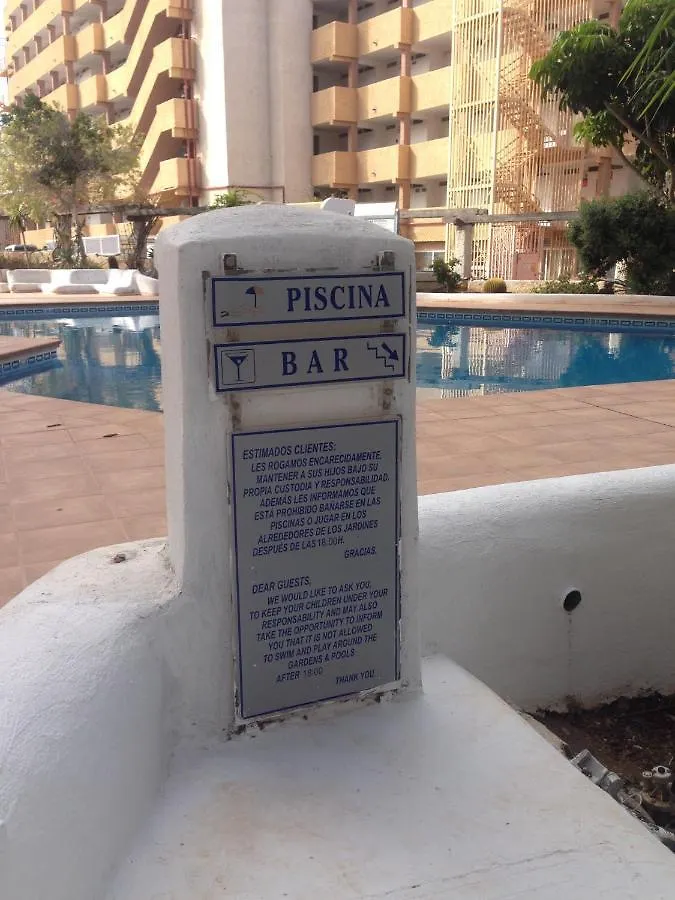 PISCINA
BAR
ESTIMADOS CLIENTES:
LES ROGAMOS ENCARECIDAMENTE,
MANTENER A SUS HIJOS BAJO SU
PROPIA CUSTODIA Y RESPONSABILIDAD.
ADEMÁS LES INFORMAMOS QUE
ESTÁ PROHIBIDO BAÑARSE EN LAS
PISCINAS O JUGAR EN LOS
ALREDEDORES DE LOS JARDINES
DESPUES DE LAS 18:00H.
GRACIAS.
DEAR GUESTS,
WE WOULD LIKE TO ASK YOU,
TO KEEP YOUR CHILDREN UNDER YOUR
RESPONSABILITY AND MAY ALSO
TAKE THE OPPORTUNITY TO INFORM
YOU THAT IT IS NOT ALLOWED
TO SWIM AND PLAY AROUND THE
GARDENS & POOLS
AFTER 18:00
THANK YOU